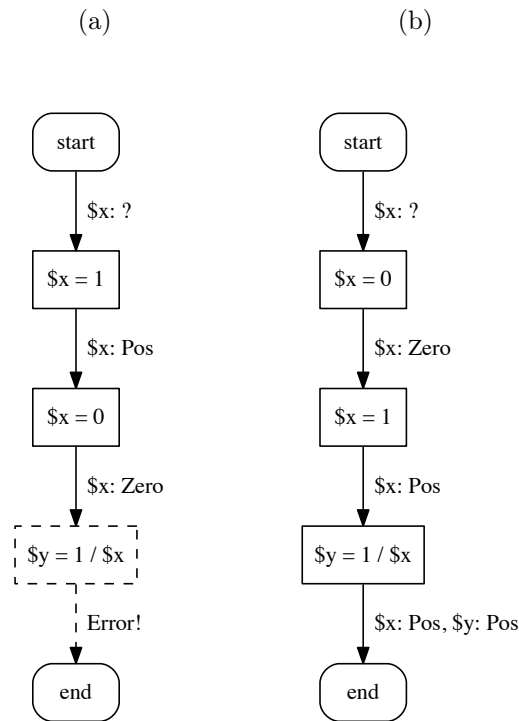 (a)
start
$x: ?
$x = 1
$x: Pos
$x = 0
$x: Zero
$y = 1 / $x
Error!
end
(b)
start
$x: ?
$x = 0
$x: Zero
$x = 1
$x: Pos
$y = 1 / $x
$x: Pos, $y: Pos
end